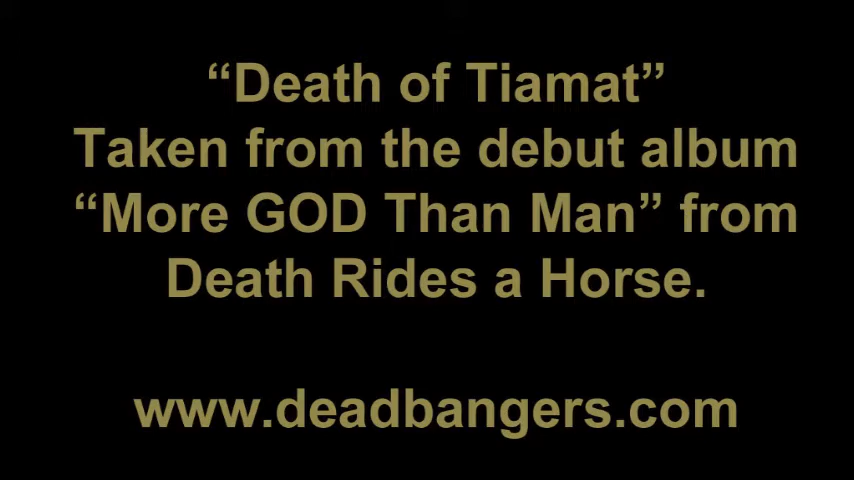 “Death of Tiamat”
Taken from the debut album
“More GOD Than Man” from
Death Rides a Horse.
www.deadbangers.com